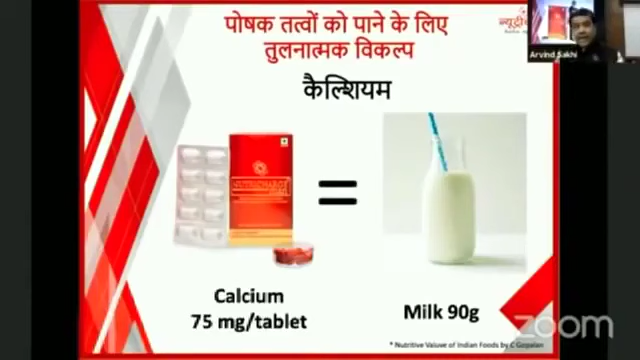 पोषक तत्वों को पाने के लिए
तुलनात्मक विकल्प
कैल्शियम
Arvind Sakhi
=
Calcium
75 mg/tablet
Milk 90g
zoom
* Nutritive Valuve of Indian Foods by C Gopalan